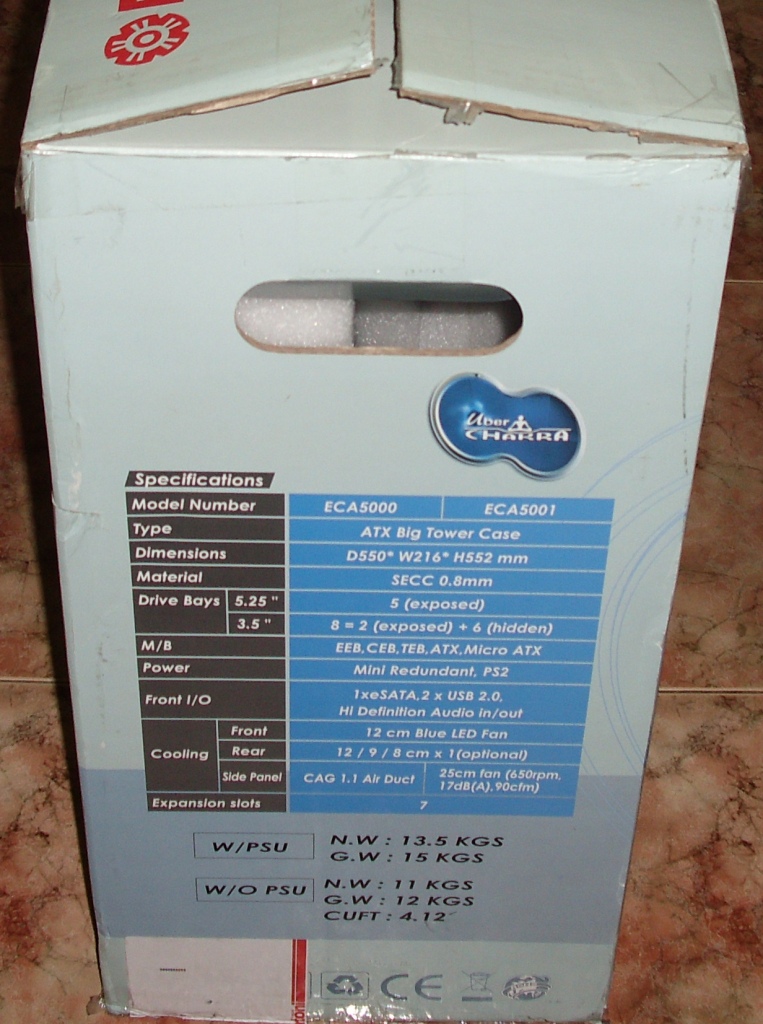 Über
CHAKRA
Specifications
Model Number ECA5000 ECA5001
Type ATX Big Tower Case
Dimensions D550* W216* H552 mm
Material SECC 0.8mm
Drive Bays 5.25 " 5 (exposed)
3.5 " 8 = 2 (exposed) + 6 (hidden)
M/B EEB,CEB,TEB,ATX,Micro ATX
Power Mini Redundant, PS2
Front I/O 1xeSATA,2 x USB 2.0,
Hi Definition Audio in/out
Cooling Front 12 cm Blue LED Fan
Rear 12 / 9 / 8 cm x 1(optional)
Side Panel CAG 1.1 Air Duct 25cm fan (650rpm,
17dB(A),90cfm)
Expansion slots 7
W/PSU N.W : 13.5 KGS
G.W : 15 KGS
W/O PSU N.W : 11 KGS
G.W : 12 KGS
CUFT : 4.12
CE